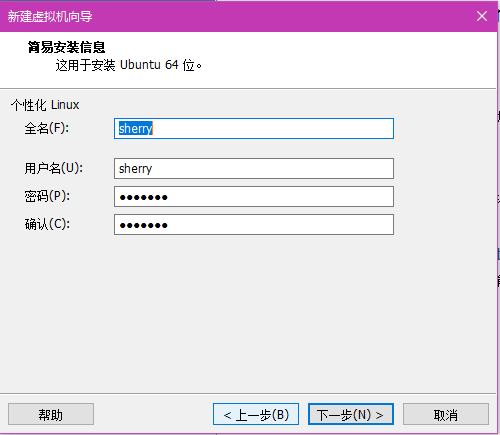 新建虚拟机向导
简易安装信息
这用于安装 Ubuntu 64 位。
个性化 Linux
全名(F): sherry
用户名(U): sherry
密码(P): ●●●●●●●
确认(C): ●●●●●●●
帮助 < 上一步(B) 下一步(N) > 取消